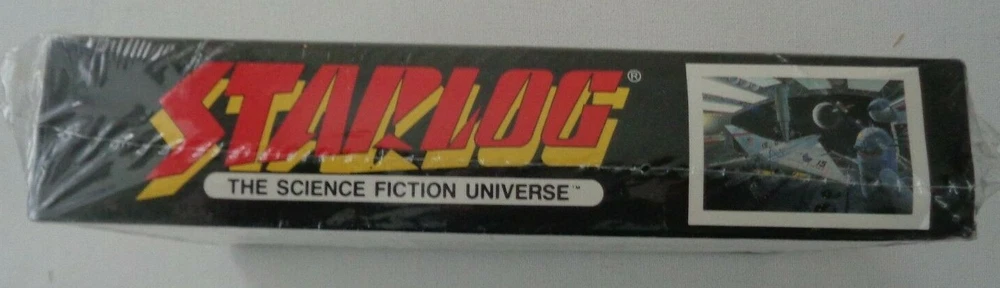 STARLOG®
THE SCIENCE FICTION UNIVERSE™